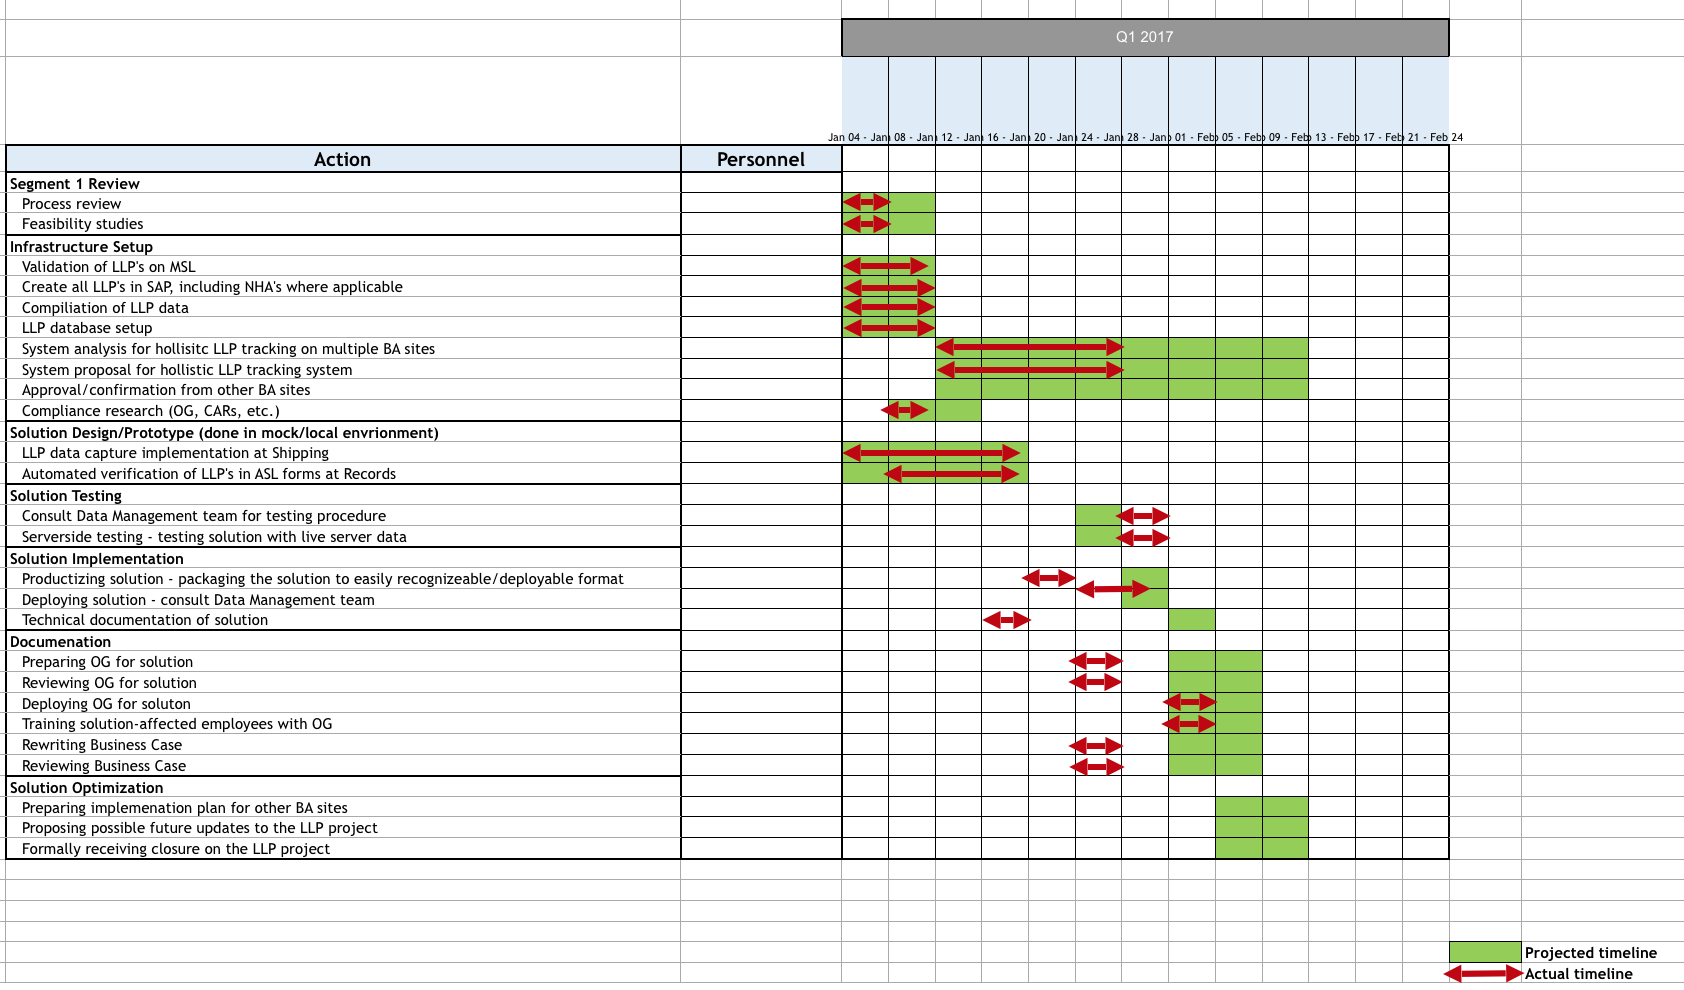 Q1 2017
Jan 04 - Jan 08 - Jan 12 - Jan 16 - Jan 20 - Jan 24 - Jan 28 - Jan 01 - Feb 05 - Feb 09 - Feb 13 - Feb 17 - Feb 21 - Feb 24
Action Personnel
Segment 1 Review
Process review
Feasibility studies
Infrastructure Setup
Validation of LLP's on MSL
Create all LLP's in SAP, including NHA's where applicable
Compiliation of LLP data
LLP database setup
System analysis for hollisitc LLP tracking on multiple BA sites
System proposal for hollistic LLP tracking system
Approval/confirmation from other BA sites
Compliance research (OG, CARs, etc.)
Solution Design/Prototype (done in mock/local envrionment)
LLP data capture implementation at Shipping
Automated verification of LLP's in ASL forms at Records
Solution Testing
Consult Data Management team for testing procedure
Serverside testing - testing solution with live server data
Solution Implementation
Productizing solution - packaging the solution to easily recognizeable/deployable format
Deploying solution - consult Data Management team
Technical documentation of solution
Documenation
Preparing OG for solution
Reviewing OG for solution
Deploying OG for soluton
Training solution-affected employees with OG
Rewriting Business Case
Reviewing Business Case
Solution Optimization
Preparing implemenation plan for other BA sites
Proposing possible future updates to the LLP project
Formally receiving closure on the LLP project
Projected timeline
Actual timeline